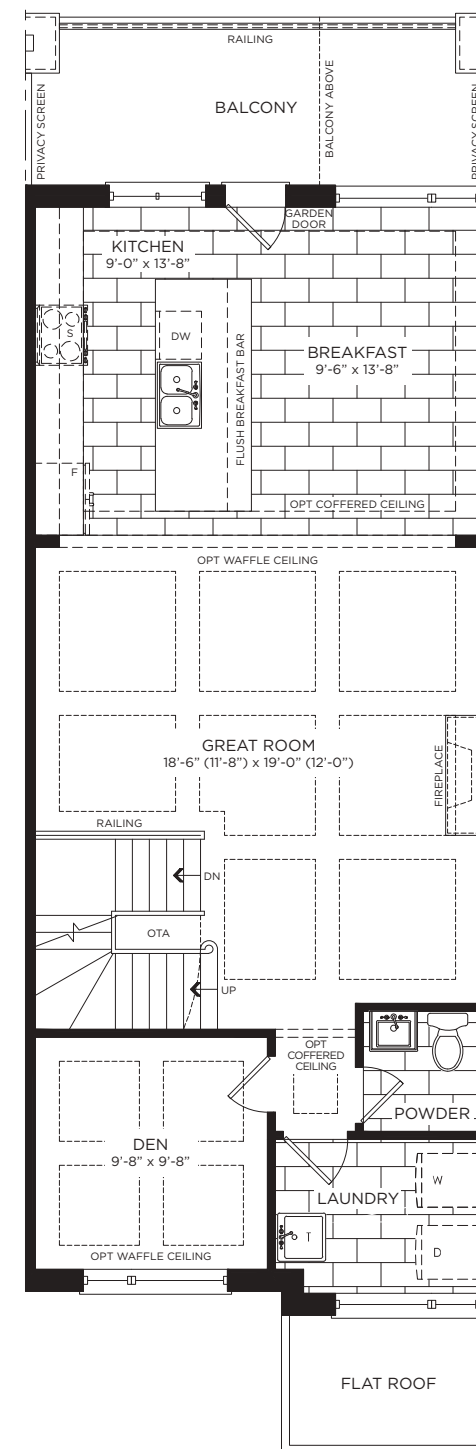 RAILING
PRIVACY SCREEN
BALCONY
BALCONY ABOVE
PRIVACY SCREEN
GARDEN
DOOR
KITCHEN
9'-0" x 13'-8"
S
DW
FLUSH BREAKFAST BAR
BREAKFAST
9'-6" x 13'-8"
F
OPT COFFERED CEILING
OPT WAFFLE CEILING
GREAT ROOM
18'-6" (11'-8") x 19'-0" (12'-0")
FIREPLACE
RAILING
DN
OTA
UP
OPT
COFFERED
CEILING
POWDER
DEN
9'-8" x 9'-8"
LAUNDRY
W
T
D
OPT WAFFLE CEILING
FLAT ROOF